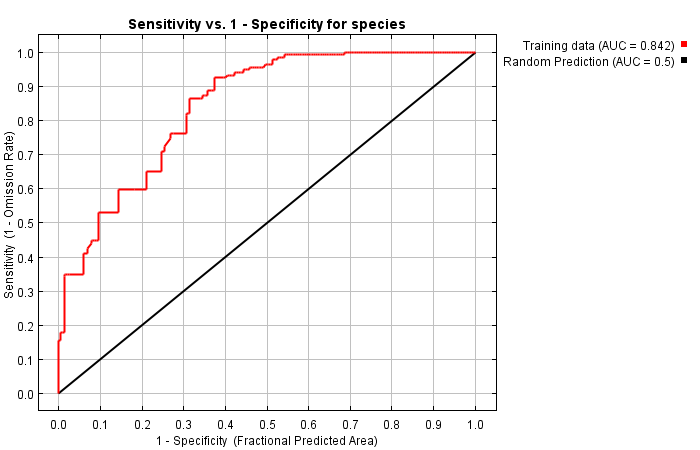 Sensitivity vs. 1 - Specificity for species
Training data (AUC = 0.842)
Random Prediction (AUC = 0.5)
Sensitivity (1 - Omission Rate)
1.0
0.9
0.8
0.7
0.6
0.5
0.4
0.3
0.2
0.1
0.0
0.0 0.1 0.2 0.3 0.4 0.5 0.6 0.7 0.8 0.9 1.0
1 - Specificity (Fractional Predicted Area)